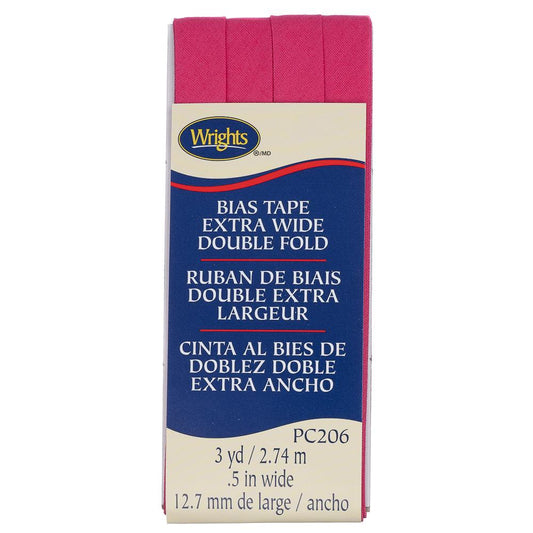 Wrights
®/MD
BIAS TAPE
EXTRA WIDE
DOUBLE FOLD
RUBAN DE BIAIS
DOUBLE EXTRA
LARGEUR
CINTA AL BIES DE
DOBLEZ DOBLE
EXTRA ANCHO
PC206
3 yd / 2.74 m
.5 in wide
12.7 mm de large / ancho